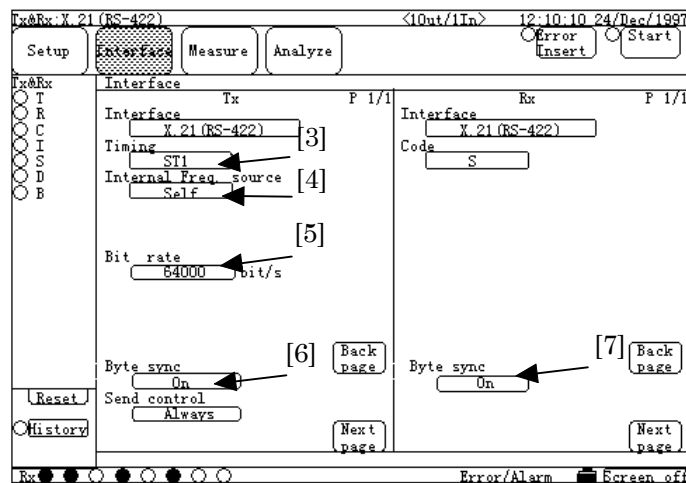 Tx&Rx:X.21(RS-422) <1Out/1In> 12:10:10 24/Dec/1997
Setup Interface Measure Analyze Error Insert Start
Tx&Rx Interface
T
R
C
I
S
D
B
Tx P 1/1
Interface
X.21(RS-422)
Timing [3]
ST1
Internal Freq. source [4]
Self
[5]
Bit rate
64000 bit/s
[6]
Byte sync
On
Send control
Always
Back page
Next page
Rx P 1/1
Interface
X.21(RS-422)
Code
S
[7]
Byte sync
On
Back page
Next page
Reset
History
Rx Error/Alarm Screen off